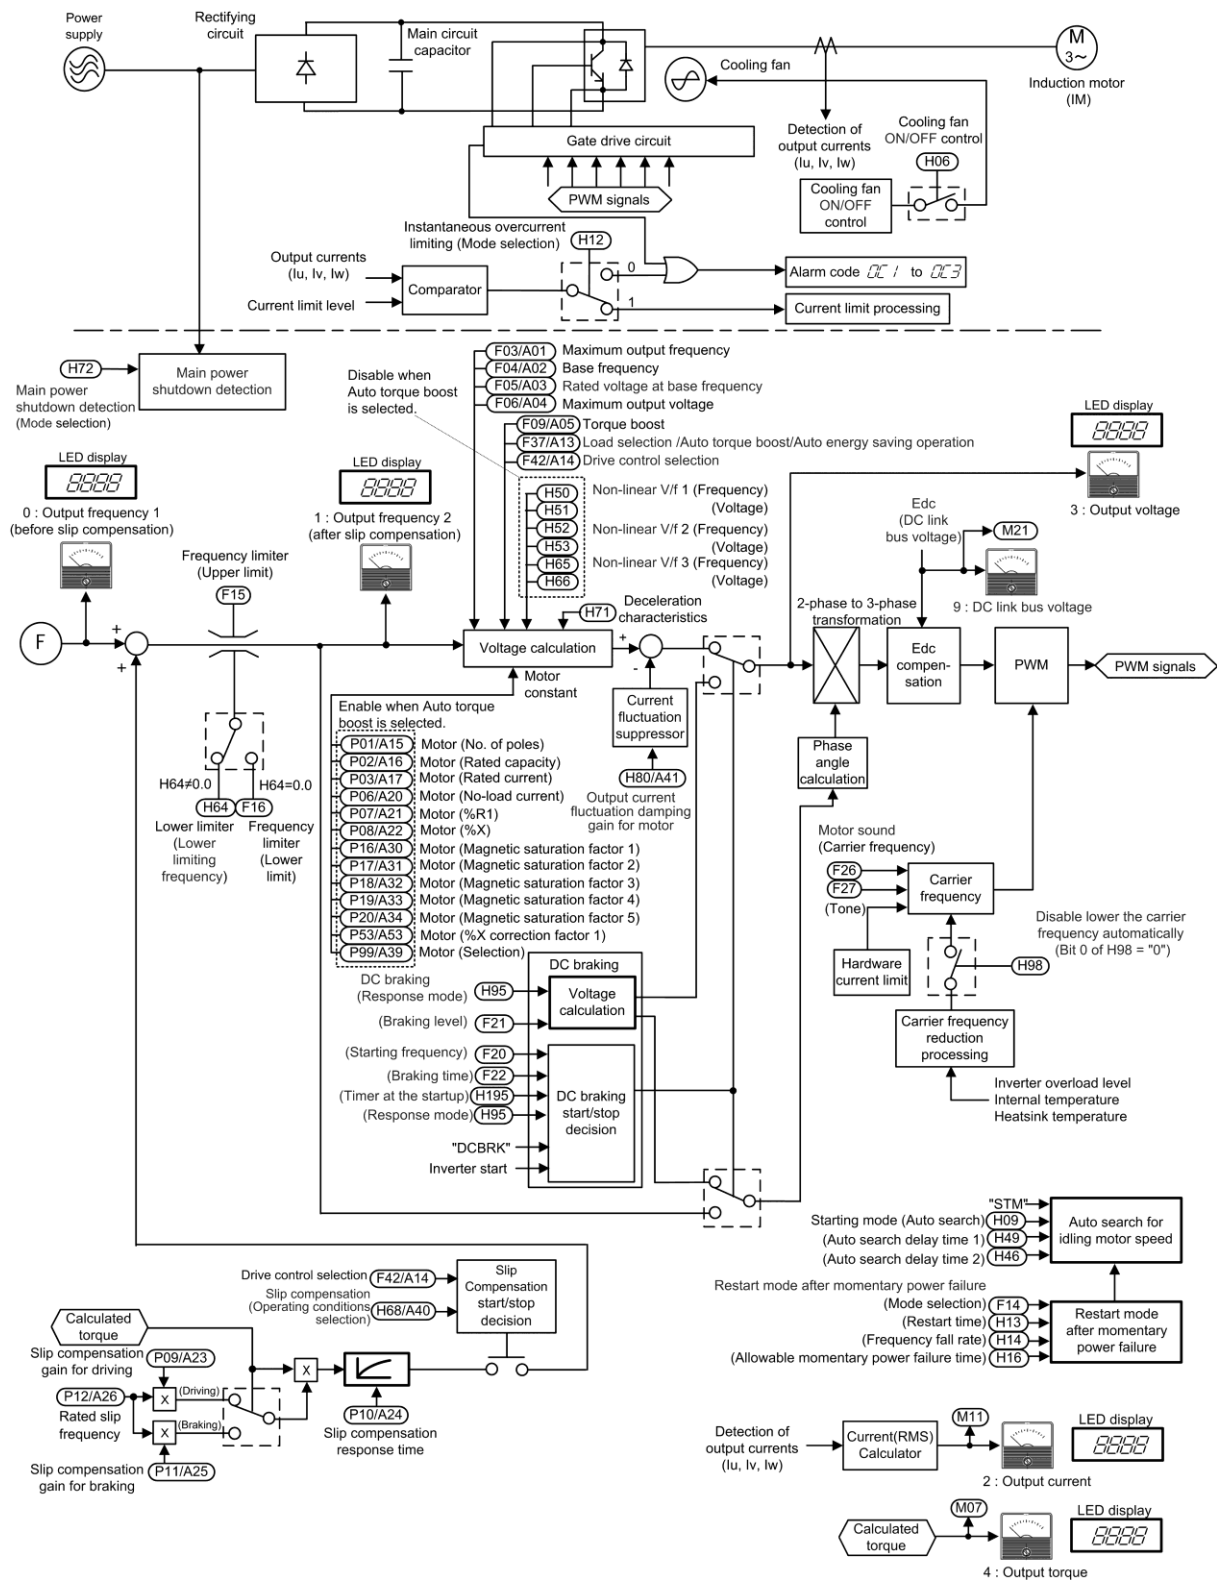 Power
supply
Rectifying
circuit
Main circuit
capacitor
M
3~
Induction motor
(IM)
Cooling fan
Gate drive circuit
PWM signals
Detection of
output currents
(Iu, Iv, Iw)
Cooling fan
ON/OFF control
H06
Cooling fan
ON/OFF
control
Instantaneous overcurrent
limiting (Mode selection)
H12
Output currents
(Iu, Iv, Iw)
Current limit level
Comparator
0
1
Alarm code OC1 to OC3
Current limit processing
H72
Main power
shutdown detection
(Mode selection)
Main power
shutdown detection
Disable when
Auto torque boost
is selected.
F03/A01 Maximum output frequency
F04/A02 Base frequency
F05/A03 Rated voltage at base frequency
F06/A04 Maximum output voltage
F09/A05 Torque boost
F37/A13 Load selection /Auto torque boost/Auto energy saving operation
F42/A14 Drive control selection
H50 Non-linear V/f 1 (Frequency)
H51 (Voltage)
H52 Non-linear V/f 2 (Frequency)
H53 (Voltage)
H65 Non-linear V/f 3 (Frequency)
H66 (Voltage)
H71 Deceleration
characteristics
LED display
8888
0 : Output frequency 1
(before slip compensation)
LED display
8888
1 : Output frequency 2
(after slip compensation)
LED display
8888
3 : Output voltage
Edc
(DC link
bus voltage)
M21
9 : DC link bus voltage
Frequency limiter
(Upper limit)
F15
F
+
+
Voltage calculation
+
-
Motor
constant
2-phase to 3-phase
transformation
Edc
compen-
sation
PWM
PWM signals
Current
fluctuation
suppressor
H80/A41
Output current
fluctuation damping
gain for motor
Phase
angle
calculation
H64≠0.0
H64=0.0
H64
F16
Lower limiter
(Lower
limiting
frequency)
Frequency
limiter
(Lower
limit)
Enable when Auto torque
boost is selected.
P01/A15 Motor (No. of poles)
P02/A16 Motor (Rated capacity)
P03/A17 Motor (Rated current)
P06/A20 Motor (No-load current)
P07/A21 Motor (%R1)
P08/A22 Motor (%X)
P16/A30 Motor (Magnetic saturation factor 1)
P17/A31 Motor (Magnetic saturation factor 2)
P18/A32 Motor (Magnetic saturation factor 3)
P19/A33 Motor (Magnetic saturation factor 4)
P20/A34 Motor (Magnetic saturation factor 5)
P53/A53 Motor (%X correction factor 1)
P99/A39 Motor (Selection)
Motor sound
(Carrier frequency)
F26
F27
(Tone)
Carrier
frequency
Hardware
current limit
Disable lower the carrier
frequency automatically
(Bit 0 of H98 = "0")
H98
Carrier frequency
reduction
processing
Inverter overload level
Internal temperature
Heatsink temperature
DC braking
DC braking
(Response mode) H95
(Braking level) F21
Voltage
calculation
(Starting frequency) F20
(Braking time) F22
(Timer at the startup) H195
(Response mode) H95
"DCBRK"
Inverter start
DC braking
start/stop
decision
"STM"
Starting mode (Auto search) H09
(Auto search delay time 1) H49
(Auto search delay time 2) H46
Auto search for
idling motor speed
Restart mode after momentary power failure
(Mode selection) F14
(Restart time) H13
(Frequency fall rate) H14
(Allowable momentary power failure time) H16
Restart mode
after momentary
power failure
Drive control selection F42/A14
Slip compensation
(Operating conditions
selection) H68/A40
Slip
Compensation
start/stop
decision
Calculated
torque
Slip compensation
gain for driving
P09/A23
P12/A26
Rated slip
frequency
X
(Driving)
X
(Braking)
X
Slip compensation
gain for braking
P11/A25
P10/A24
Slip compensation
response time
Detection of
output currents
(Iu, Iv, Iw)
Current(RMS)
Calculator
M11
LED display
8888
2 : Output current
Calculated
torque
M07
LED display
8888
4 : Output torque